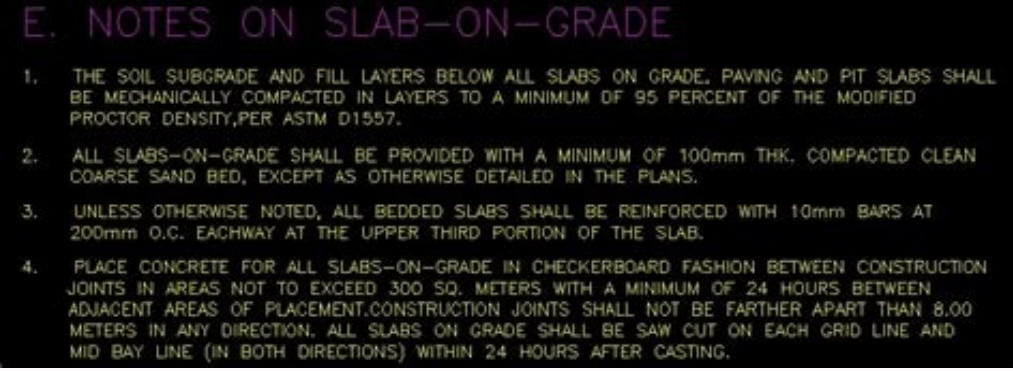 E. NOTES ON SLAB-ON-GRADE
1. THE SOIL SUBGRADE AND FILL LAYERS BELOW ALL SLABS ON GRADE, PAVING AND PIT SLABS SHALL
BE MECHANICALLY COMPACTED IN LAYERS TO A MINIMUM OF 95 PERCENT OF THE MODIFIED
PROCTOR DENSITY,PER ASTM D1557.
2. ALL SLABS-ON-GRADE SHALL BE PROVIDED WITH A MINIMUM OF 100mm THK. COMPACTED CLEAN
COARSE SAND BED, EXCEPT AS OTHERWISE DETAILED IN THE PLANS.
3. UNLESS OTHERWISE NOTED, ALL BEDDED SLABS SHALL BE REINFORCED WITH 10mm BARS AT
200mm O.C. EACHWAY AT THE UPPER THIRD PORTION OF THE SLAB.
4. PLACE CONCRETE FOR ALL SLABS-ON-GRADE IN CHECKERBOARD FASHION BETWEEN CONSTRUCTION
JOINTS IN AREAS NOT TO EXCEED 300 SQ. METERS WITH A MINIMUM OF 24 HOURS BETWEEN
ADJACENT AREAS OF PLACEMENT.CONSTRUCTION JOINTS SHALL NOT BE FARTHER APART THAN 8.00
METERS IN ANY DIRECTION. ALL SLABS ON GRADE SHALL BE SAW CUT ON EACH GRID LINE AND
MID BAY LINE (IN BOTH DIRECTIONS) WITHIN 24 HOURS AFTER CASTING.